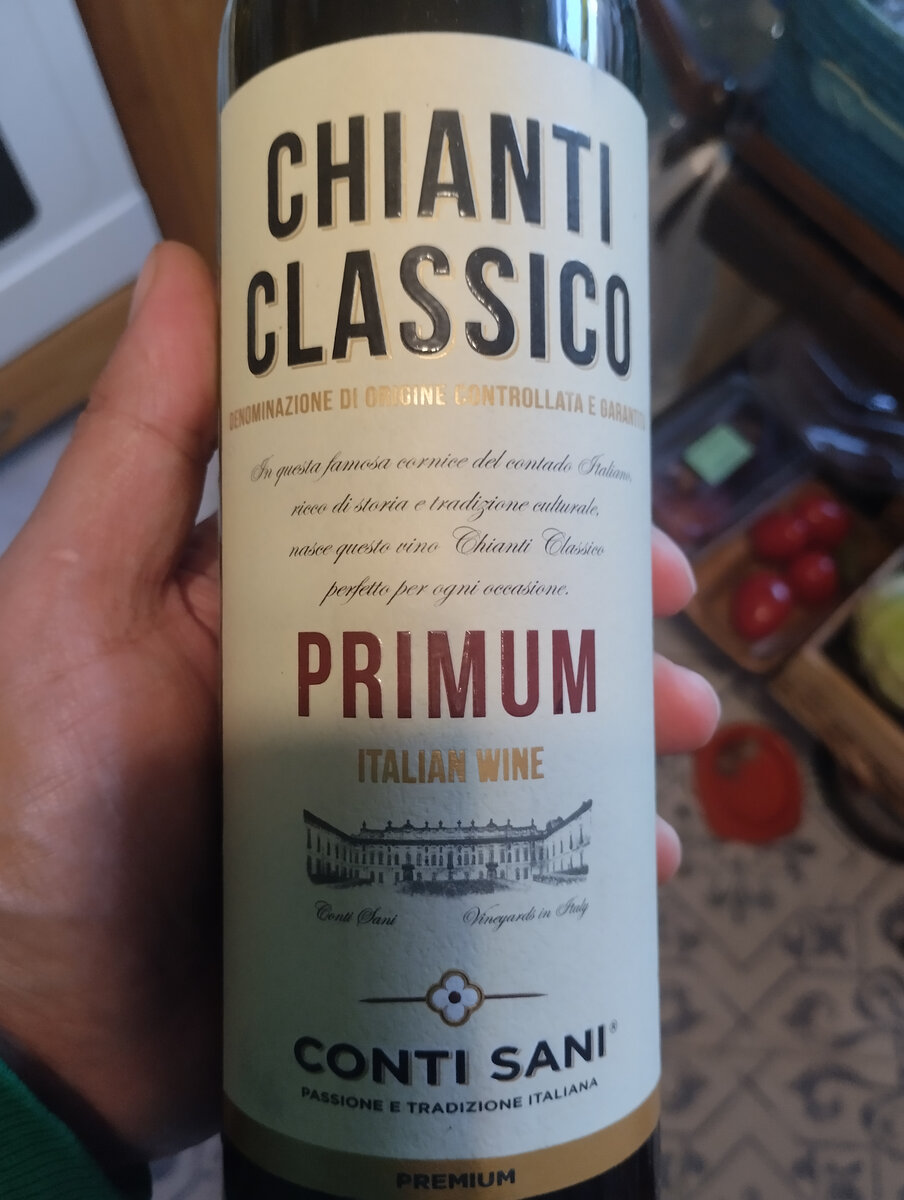 CHIANTI
CLASSICO
DENOMINAZIONE DI ORIGINE CONTROLLATA E GARANTITA
In questa famosa cornice del contado Italiano,
ricco di storia e tradizione culturale,
nasce questo vino Chianti Classico
perfetto per ogni occasione.
PRIMUM
ITALIAN WINE
Conti Sani Vineyards in Italy
CONTI SANI®
PASSIONE E TRADIZIONE ITALIANA
PREMIUM